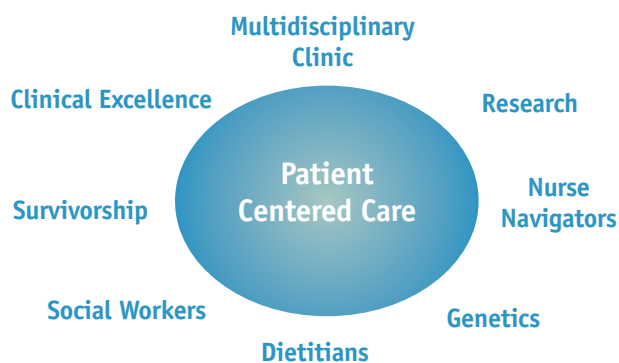 Multidisciplinary
Clinic
Clinical Excellence
Research
Patient
Centered Care
Nurse
Navigators
Survivorship
Social Workers
Genetics
Dietitians